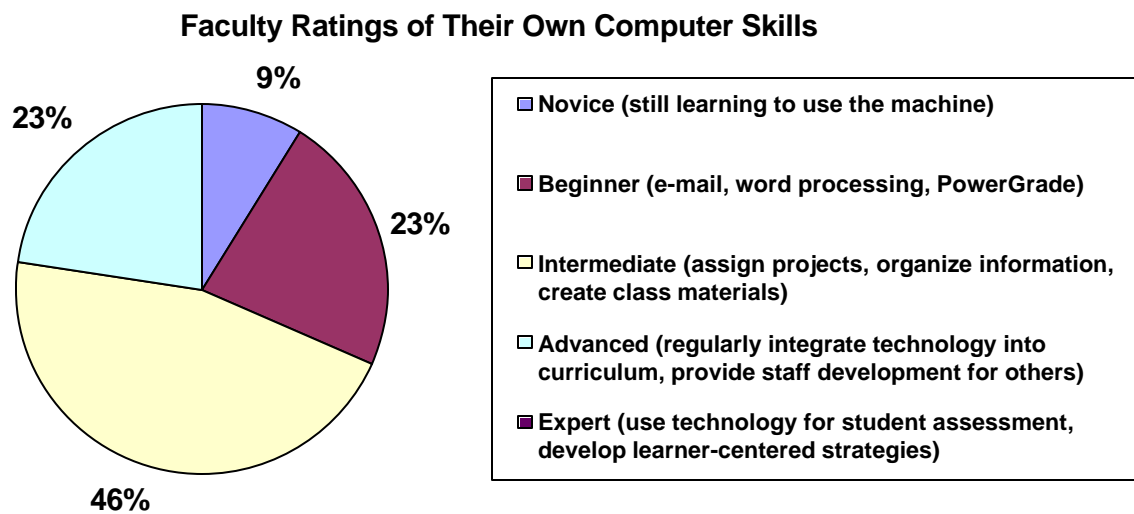 Faculty Ratings of Their Own Computer Skills
9%
23%
23%
46%
Novice (still learning to use the machine)
Beginner (e-mail, word processing, PowerGrade)
Intermediate (assign projects, organize information,
create class materials)
Advanced (regularly integrate technology into
curriculum, provide staff development for others)
Expert (use technology for student assessment,
develop learner-centered strategies)